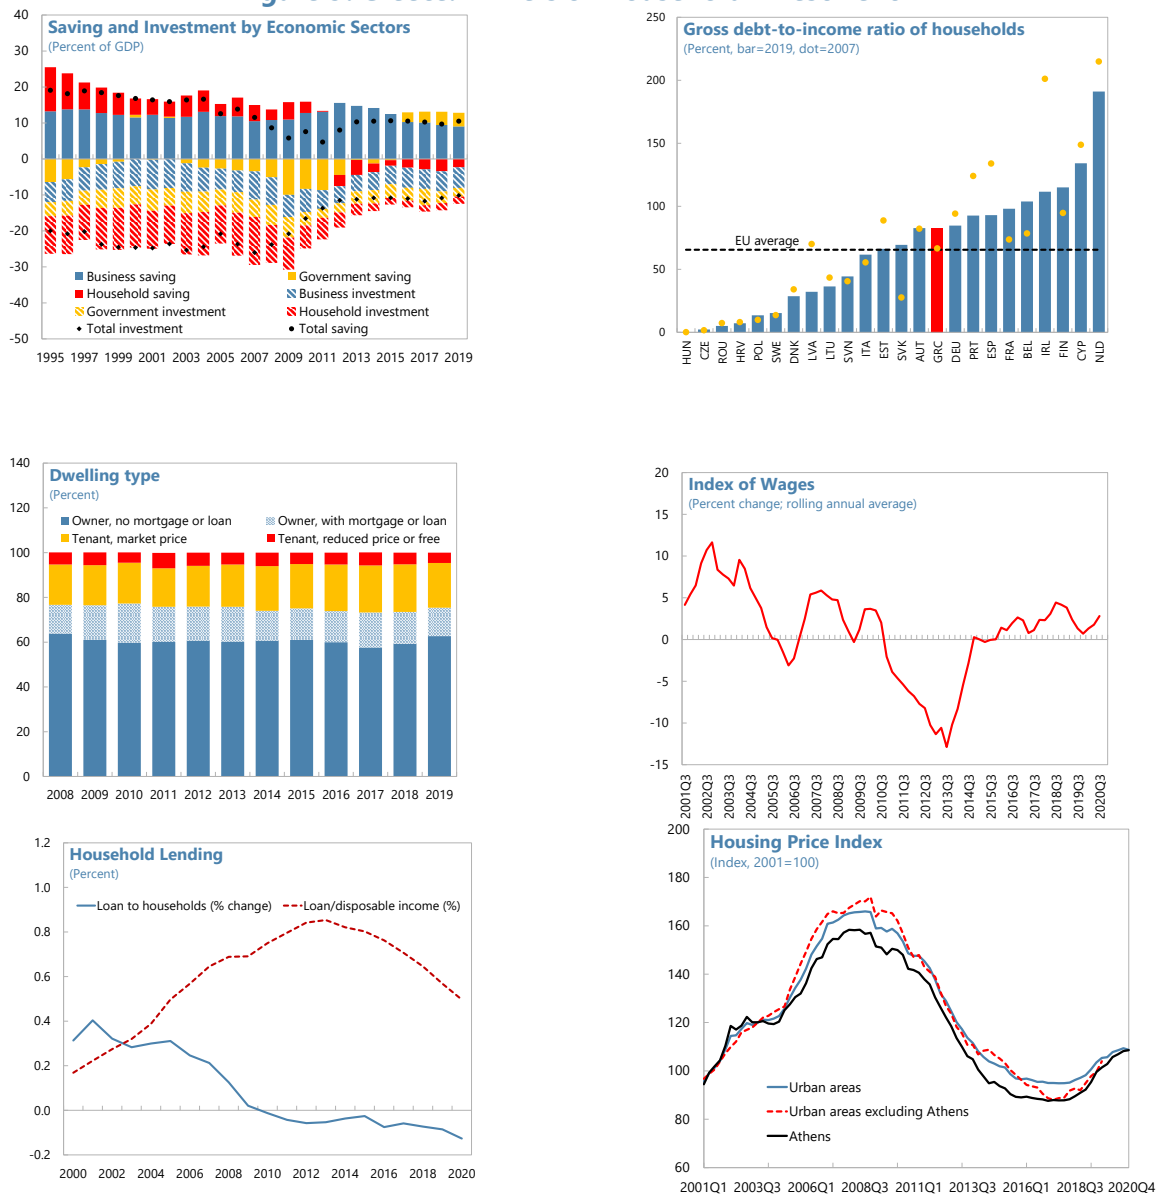 Saving and Investment by Economic Sectors
(Percent of GDP)
40
30
20
10
0
-10
-20
-30
-40
-50
Business saving
Government saving
Household saving
Business investment
Government investment
Household investment
Total investment
Total saving
1995 1997 1999 2001 2003 2005 2007 2009 2011 2013 2015 2017 2019
Gross debt-to-income ratio of households
(Percent, bar=2019, dot=2007)
250
200
150
100
50
0
EU average
HUN CZE ROU HRV POL SWE DNK LVA LTU SVN ITA EST SVK AUT GRC DEU PRT ESP FRA BEL IRL FIN CYP NLD
Dwelling type
(Percent)
140
120
100
80
60
40
20
0
Owner, no mortgage or loan
Owner, with mortgage or loan
Tenant, market price
Tenant, reduced price or free
2008 2009 2010 2011 2012 2013 2014 2015 2016 2017 2018 2019
Index of Wages
(Percent change; rolling annual average)
20
15
10
5
0
-5
-10
-15
2001Q3 2002Q3 2003Q3 2004Q3 2005Q3 2006Q3 2007Q3 2008Q3 2009Q3 2010Q3 2011Q3 2012Q3 2013Q3 2014Q3 2015Q3 2016Q3 2017Q3 2018Q3 2019Q3 2020Q3
Household Lending
(Percent)
1.2
1.0
0.8
0.6
0.4
0.2
0.0
-0.2
Loan to households (% change)
Loan/disposable income (%)
2000 2002 2004 2006 2008 2010 2012 2014 2016 2018 2020
Housing Price Index
(Index, 2001=100)
200
180
160
140
120
100
80
60
Urban areas
Urban areas excluding Athens
Athens
2001Q1 2003Q3 2006Q1 2008Q3 2011Q1 2013Q3 2016Q1 2018Q3 2020Q4